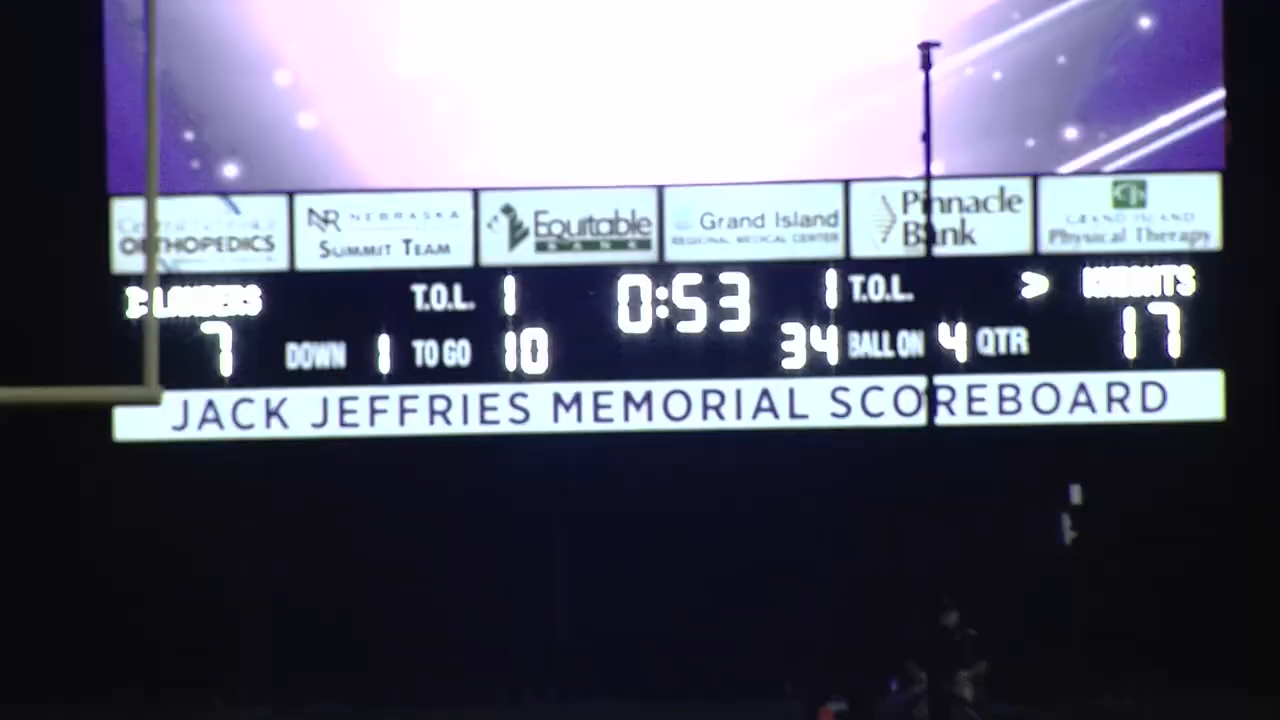 ORTHOPEDICS
NR NEBRASKA
SUMMIT TEAM
Equitable
BANK
Grand Island
REGIONAL MEDICAL CENTER
Pinnacle
Bank
GRAND ISLAND
Physical Therapy
T.O.L. 1
0:53
1 T.O.L.
>
KNIGHTS
7
DOWN 1 TO GO 10
34 BALL ON 4 QTR
17
JACK JEFFRIES MEMORIAL SCOREBOARD